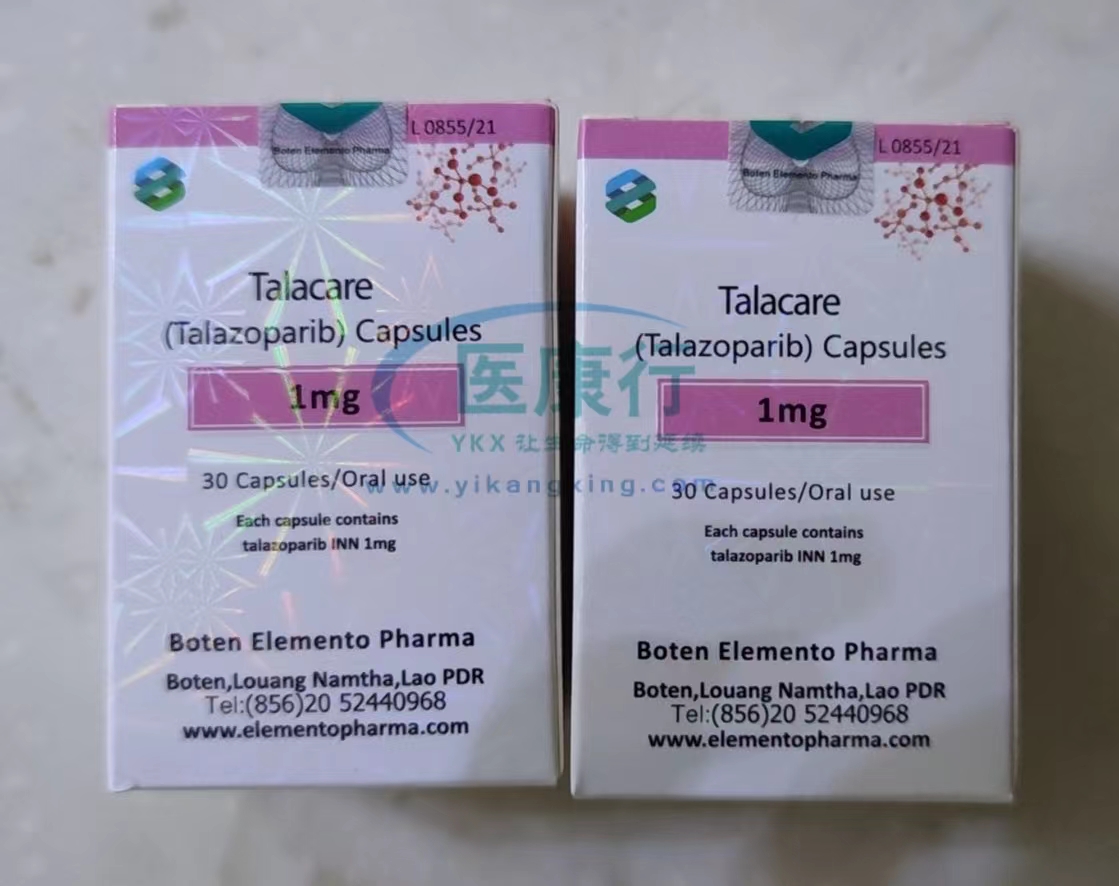 L 0855/21
Boten Elemento Pharma
Talacare
(Talazoparib) Capsules
1mg
30 Capsules/Oral use
Each capsule contains
talazoparib INN 1mg
Boten Elemento Pharma
Boten,Louang Namtha,Lao PDR
Tel:(856)20 52440968
www.elementopharma.com
L 0855/21
Boten Elemento Pharma
Talacare
(Talazoparib) Capsules
1mg
30 Capsules/Oral use
Each capsule contains
talazoparib INN 1mg
Boten Elemento Pharma
Boten,Louang Namtha,Lao PDR
Tel:(856)20 52440968
www.elementopharma.com
医康行
YKX 让生命得到延续
www.yikangxing.com